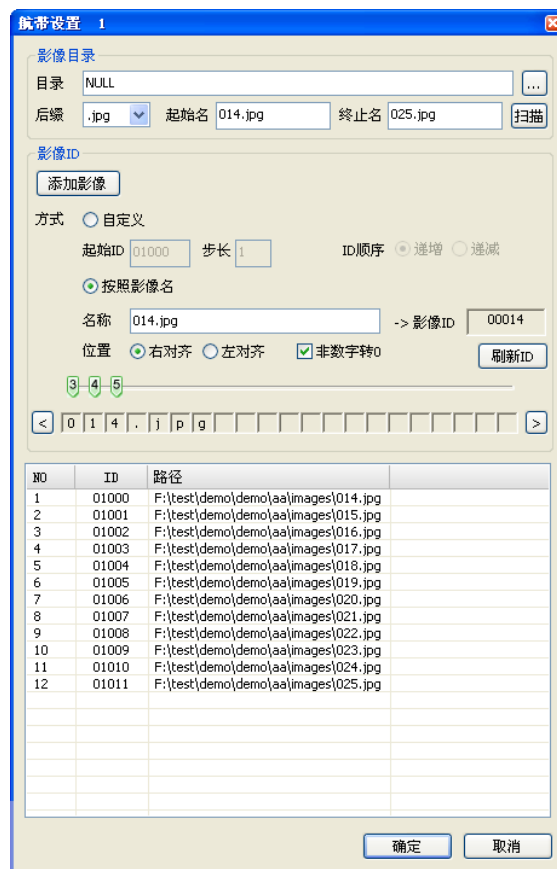 航带设置 1
影像目录
目录 NULL ...
后缀 .jpg 起始名 014.jpg 终止名 025.jpg 扫描
影像ID
添加影像
方式 自定义
起始ID 01000 步长 1 ID顺序 递增 递减
按照影像名
名称 014.jpg -> 影像ID 00014
位置 右对齐 左对齐 非数字转0 刷新ID
3 4 5
< 0 1 4 . j p g >
NO ID 路径
1 01000 F:\test\demo\demo\aa\images\014.jpg
2 01001 F:\test\demo\demo\aa\images\015.jpg
3 01002 F:\test\demo\demo\aa\images\016.jpg
4 01003 F:\test\demo\demo\aa\images\017.jpg
5 01004 F:\test\demo\demo\aa\images\018.jpg
6 01005 F:\test\demo\demo\aa\images\019.jpg
7 01006 F:\test\demo\demo\aa\images\020.jpg
8 01007 F:\test\demo\demo\aa\images\021.jpg
9 01008 F:\test\demo\demo\aa\images\022.jpg
10 01009 F:\test\demo\demo\aa\images\023.jpg
11 01010 F:\test\demo\demo\aa\images\024.jpg
12 01011 F:\test\demo\demo\aa\images\025.jpg
确定 取消